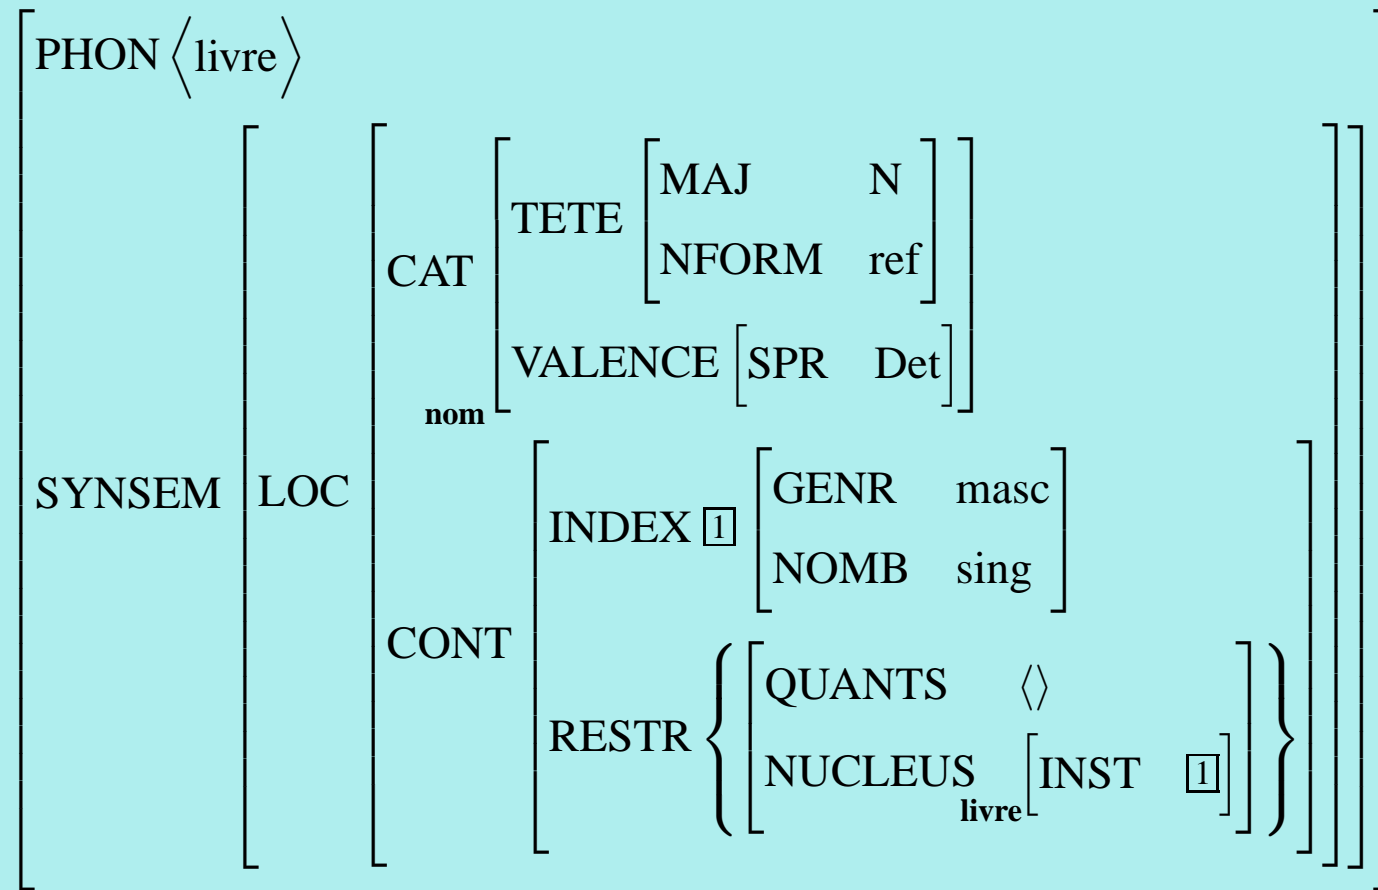 PHON ⟨livre⟩
MAJ N
TETE
NFORM ref
CAT
VALENCE [SPR Det]
nom
GENR masc
SYNSEM LOC
INDEX 1
NOMB sing
CONT
QUANTS ⟨⟩
RESTR
NUCLEUS [INST 1]
livre